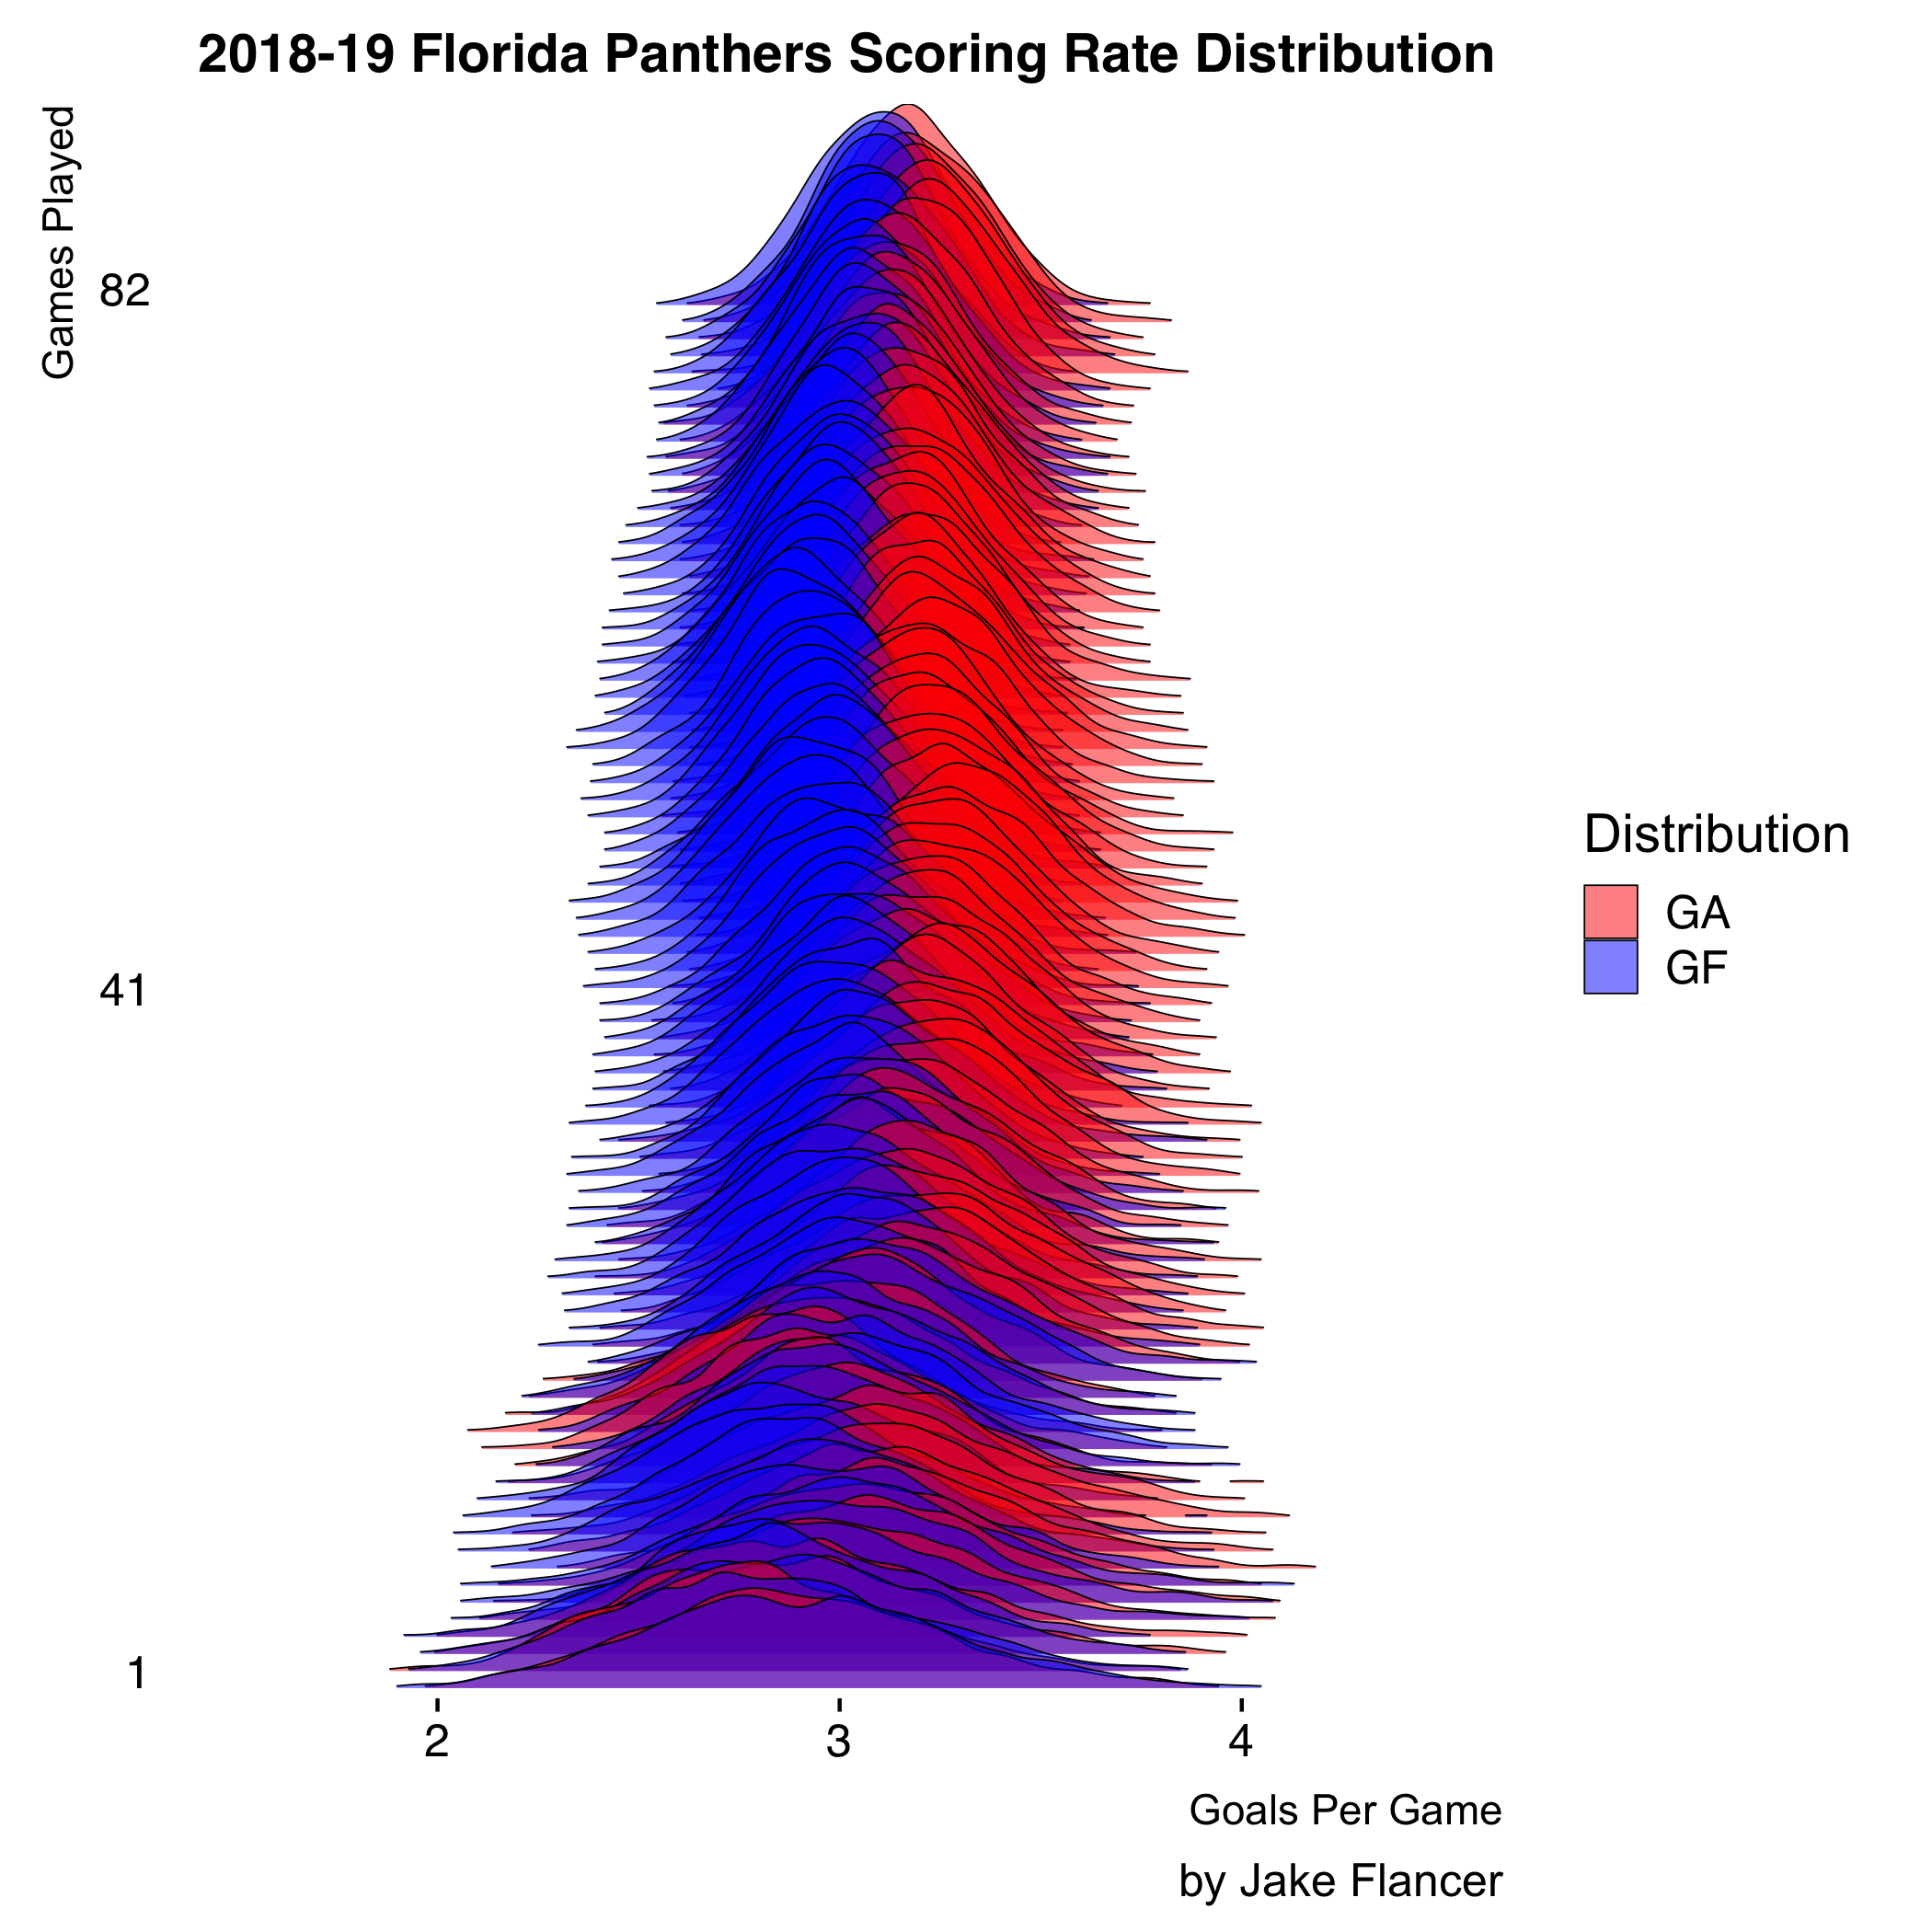 2018-19 Florida Panthers Scoring Rate Distribution
Games Played
82
41
1
2 3 4
Goals Per Game
by Jake Flancer
Distribution
GA
GF